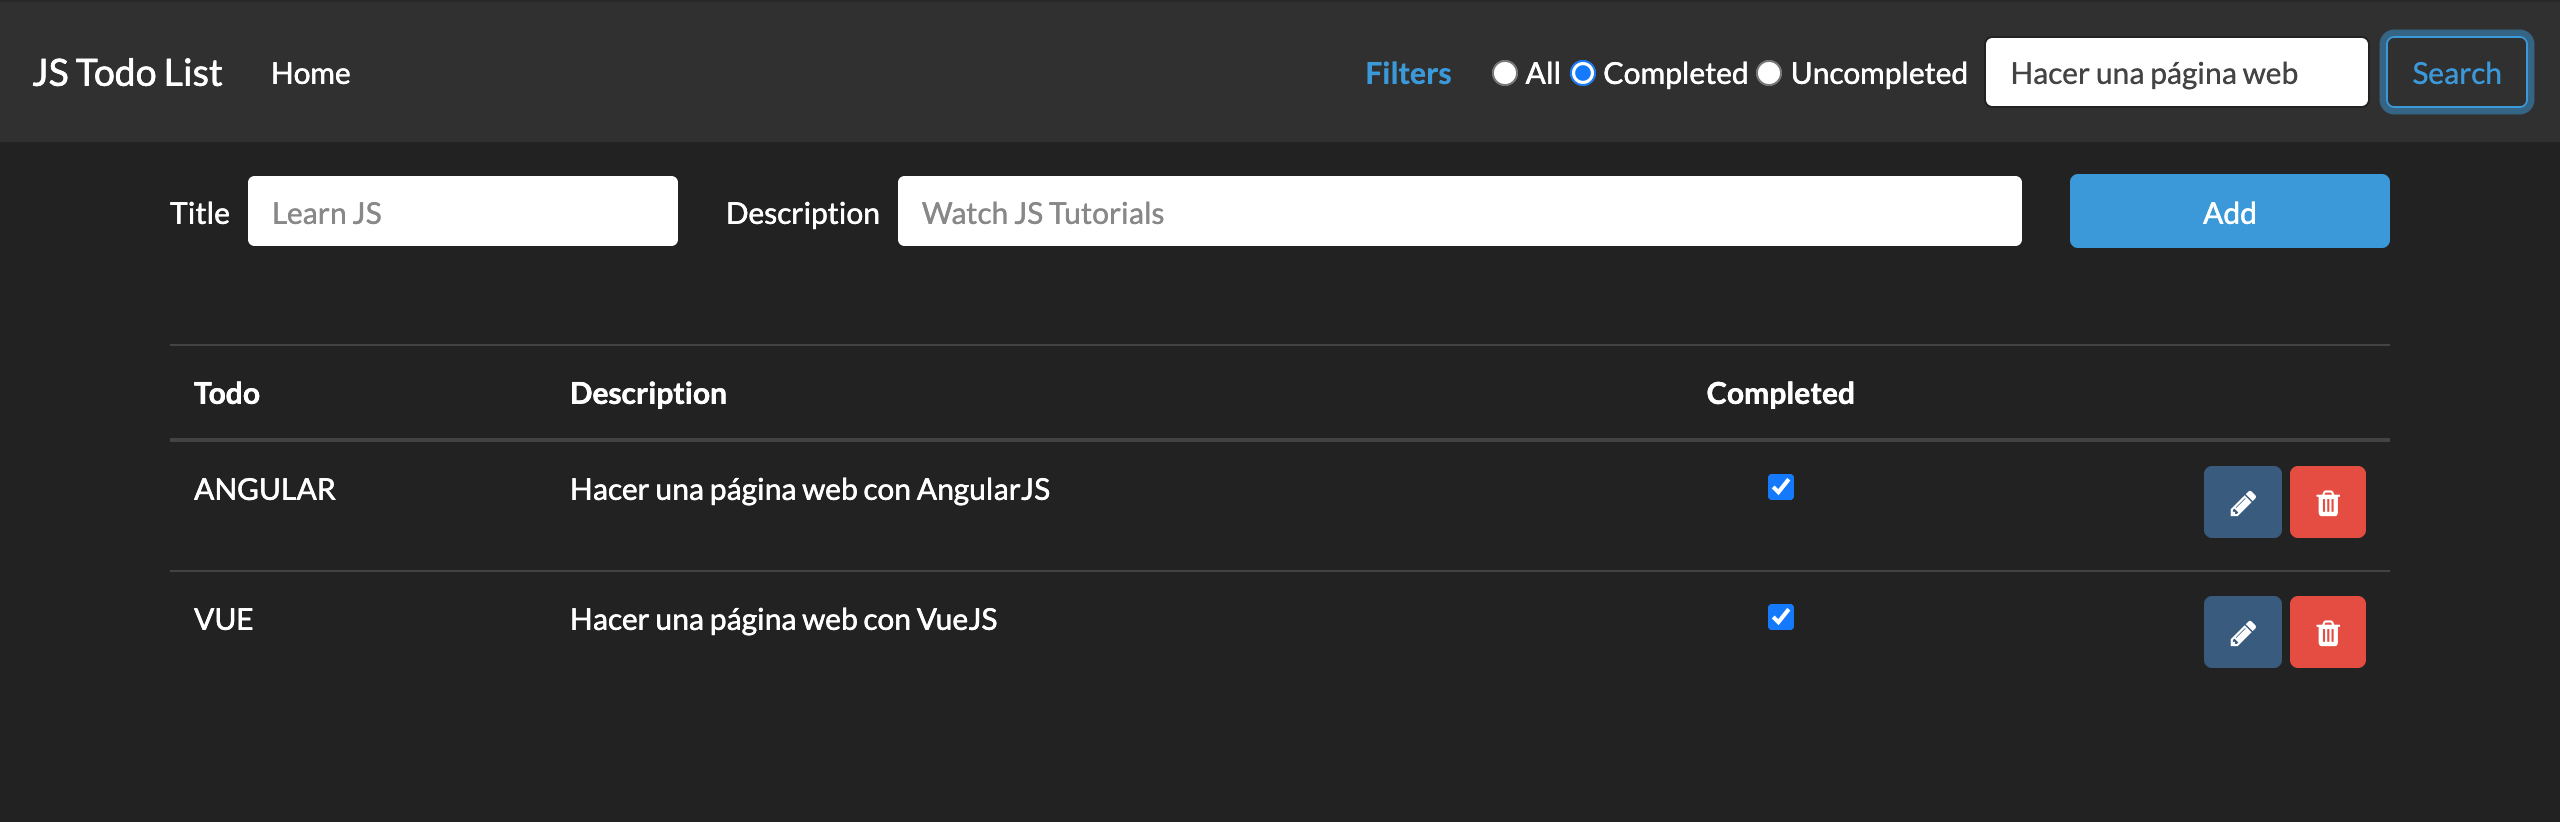 JS Todo List Home Filters All Completed Uncompleted Hacer una página web Search
Title Learn JS Description Watch JS Tutorials Add
Todo Description Completed
ANGULAR Hacer una página web con AngularJS
VUE Hacer una página web con VueJS